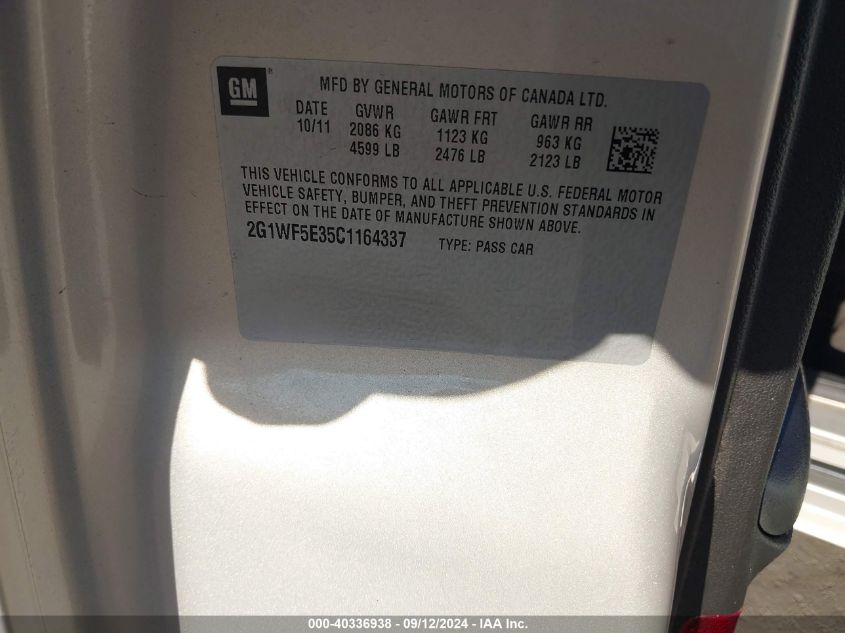 GM ®
MFD BY GENERAL MOTORS OF CANADA LTD.
DATE GVWR GAWR FRT GAWR RR
10/11 2086 KG 1123 KG 963 KG
4599 LB 2476 LB 2123 LB
THIS VEHICLE CONFORMS TO ALL APPLICABLE U.S. FEDERAL MOTOR
VEHICLE SAFETY, BUMPER, AND THEFT PREVENTION STANDARDS IN
EFFECT ON THE DATE OF MANUFACTURE SHOWN ABOVE.
2G1WF5E35C1164337 TYPE: PASS CAR
000-40336938 - 09/12/2024 - IAA Inc.